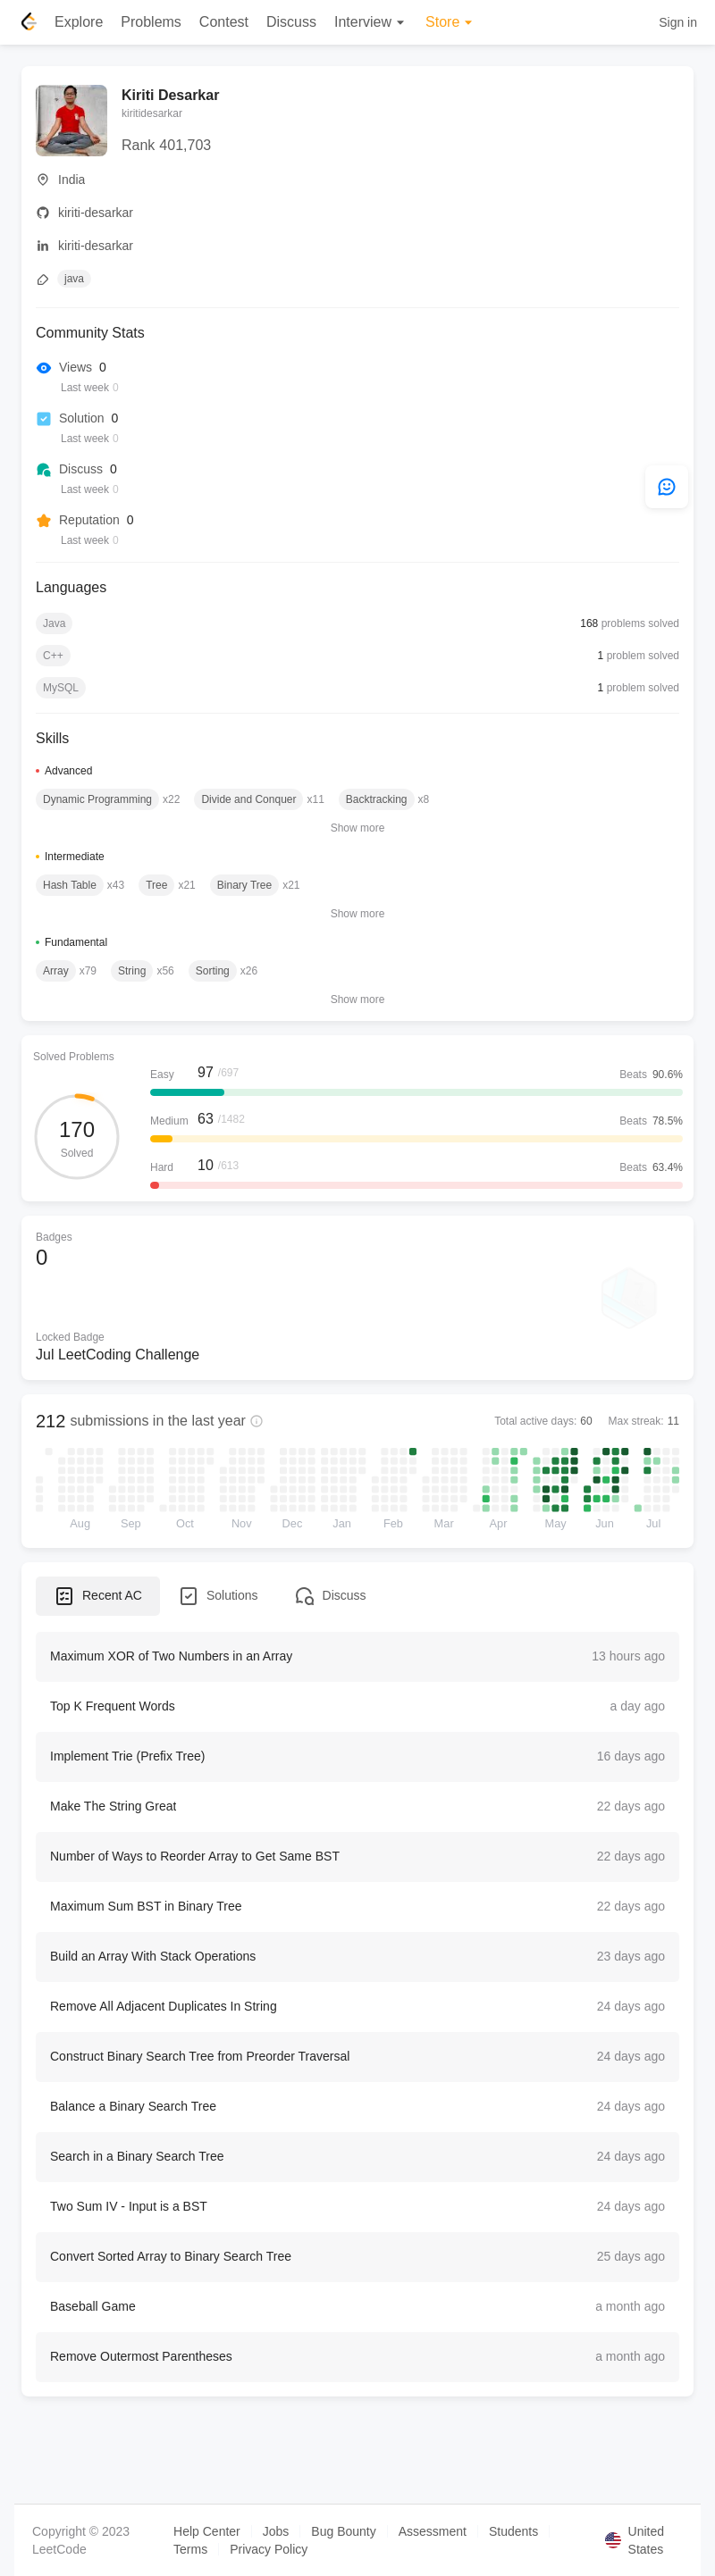 Explore Problems Contest Discuss Interview Store Sign in
Kiriti Desarkar
kiritidesarkar
Rank 401,703
India
kiriti-desarkar
kiriti-desarkar
java
Community Stats
Views 0
Last week 0
Solution 0
Last week 0
Discuss 0
Last week 0
Reputation 0
Last week 0
Languages
Java 168 problems solved
C++ 1 problem solved
MySQL 1 problem solved
Skills
Advanced
Dynamic Programming x22 Divide and Conquer x11 Backtracking x8
Show more
Intermediate
Hash Table x43 Tree x21 Binary Tree x21
Show more
Fundamental
Array x79 String x56 Sorting x26
Show more
Solved Problems
170
Solved
Easy 97 /697 Beats 90.6%
Medium 63 /1482 Beats 78.5%
Hard 10 /613 Beats 63.4%
Badges
0
Locked Badge
Jul LeetCoding Challenge
212 submissions in the last year Total active days: 60 Max streak: 11
Aug Sep Oct Nov Dec Jan Feb Mar Apr May Jun Jul
Recent AC Solutions Discuss
Maximum XOR of Two Numbers in an Array 13 hours ago
Top K Frequent Words a day ago
Implement Trie (Prefix Tree) 16 days ago
Make The String Great 22 days ago
Number of Ways to Reorder Array to Get Same BST 22 days ago
Maximum Sum BST in Binary Tree 22 days ago
Build an Array With Stack Operations 23 days ago
Remove All Adjacent Duplicates In String 24 days ago
Construct Binary Search Tree from Preorder Traversal 24 days ago
Balance a Binary Search Tree 24 days ago
Search in a Binary Search Tree 24 days ago
Two Sum IV - Input is a BST 24 days ago
Convert Sorted Array to Binary Search Tree 25 days ago
Baseball Game a month ago
Remove Outermost Parentheses a month ago
Copyright © 2023 LeetCode
Help Center Jobs Bug Bounty Assessment Students
Terms Privacy Policy
United States